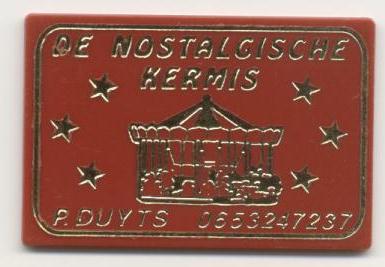 DE NOSTALGISCHE
KERMIS
P. DUYTS 0653247237